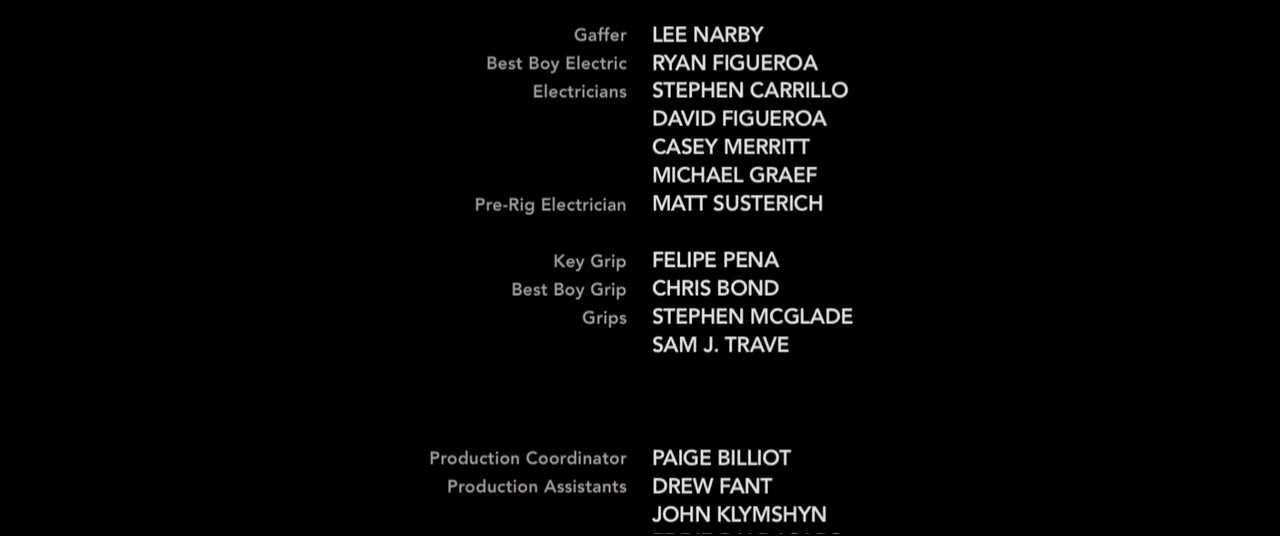 Gaffer LEE NARBY
Best Boy Electric RYAN FIGUEROA
Electricians STEPHEN CARRILLO
DAVID FIGUEROA
CASEY MERRITT
MICHAEL GRAEF
Pre-Rig Electrician MATT SUSTERICH
Key Grip FELIPE PENA
Best Boy Grip CHRIS BOND
Grips STEPHEN MCGLADE
SAM J. TRAVE
Production Coordinator PAIGE BILLIOT
Production Assistants DREW FANT
JOHN KLYMSHYN